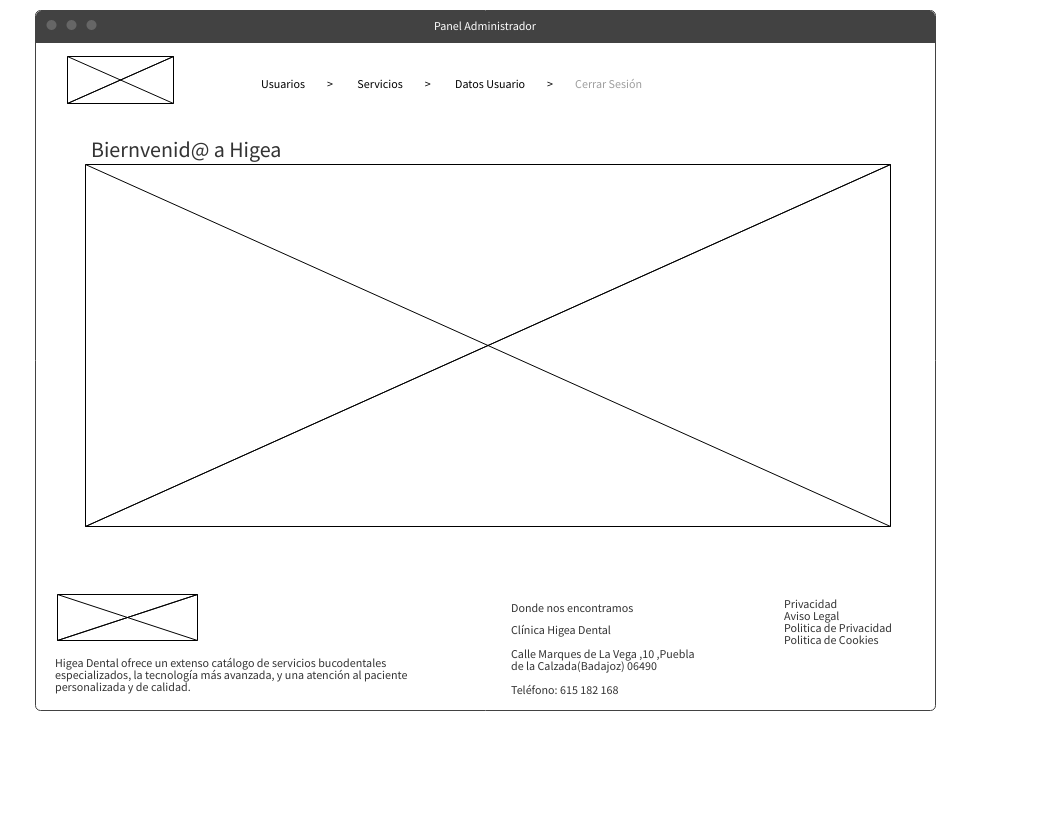 Panel Administrador
Usuarios > Servicios > Datos Usuario > Cerrar Sesión
Biernvenid@ a Higea
Higea Dental ofrece un extenso catálogo de servicios bucodentales
especializados, la tecnología más avanzada, y una atención al paciente
personalizada y de calidad.
Donde nos encontramos
Clínica Higea Dental
Calle Marques de La Vega ,10 ,Puebla
de la Calzada(Badajoz) 06490
Teléfono: 615 182 168
Privacidad
Aviso Legal
Politica de Privacidad
Politica de Cookies